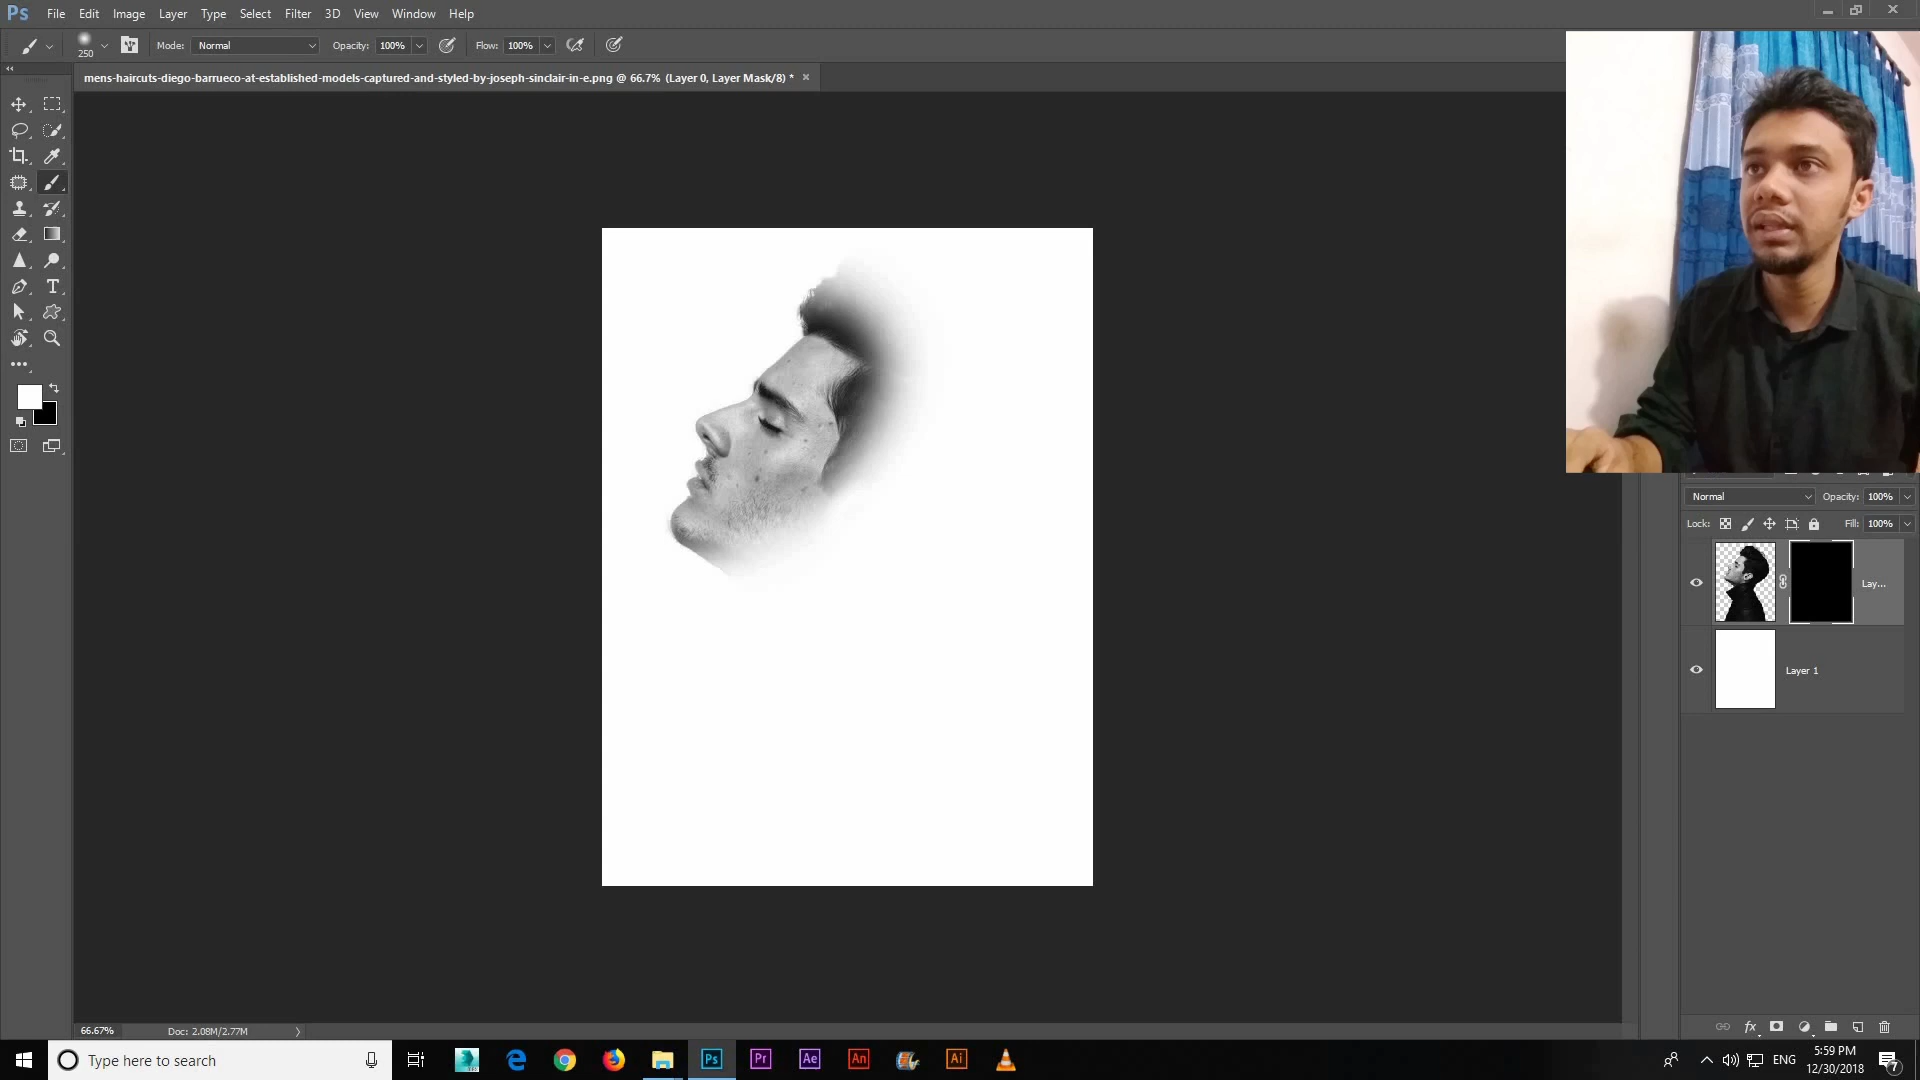 Ps File Edit Image Layer Type Select Filter 3D View Window Help
250 Mode: Normal Opacity: 100% Flow: 100%
mens-haircuts-diego-barrueco-at-established-models-captured-and-styled-by-joseph-sinclair-in-e.png @ 66.7% (Layer 0, Layer Mask/8) *
T
Normal Opacity: 100%
Lock: Fill: 100%
Lay...
Layer 1
fx
66.67% Doc: 2.08M/2.77M
Type here to search Ps Pr Ae An Ai ENG 5:59 PM 7
12/30/2018